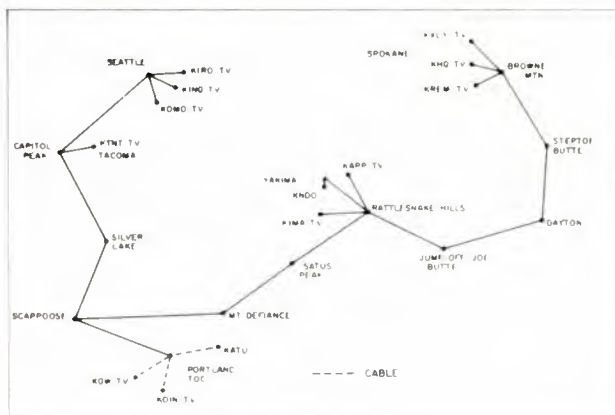 SEATTLE
KIRO TV
KING TV
KOMO TV
CAPITOL
PEAK
KTNT TV
TACOMA
SILVER
LAKE
SCAPPOOSE
PORTLAND
TOC
KATU
KGW TV
KOIN TV
MT DEFIANCE
SATUS
PEAK
YAKIMA
KNDO
KIMA TV
KAPP TV
RATTLESNAKE HILLS
JUMP-OFF JOE
BUTTE
DAYTON
STEPTOE
BUTTE
BROWNE
MTN
SPOKANE
KXLY TV
KHQ TV
KREM TV
CABLE